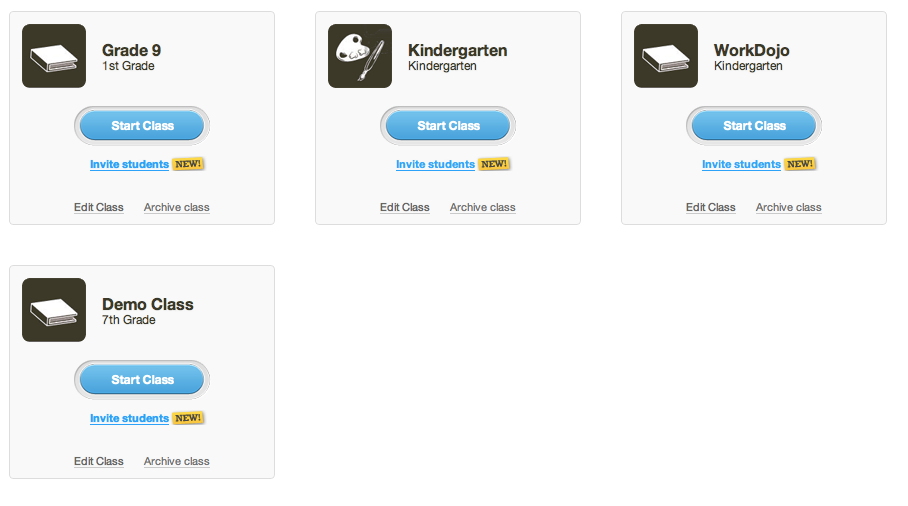 Grade 9
1st Grade
Start Class
Invite students NEW!
Edit Class Archive class
Kindergarten
Kindergarten
Start Class
Invite students NEW!
Edit Class Archive class
WorkDojo
Kindergarten
Start Class
Invite students NEW!
Edit Class Archive class
Demo Class
7th Grade
Start Class
Invite students NEW!
Edit Class Archive class